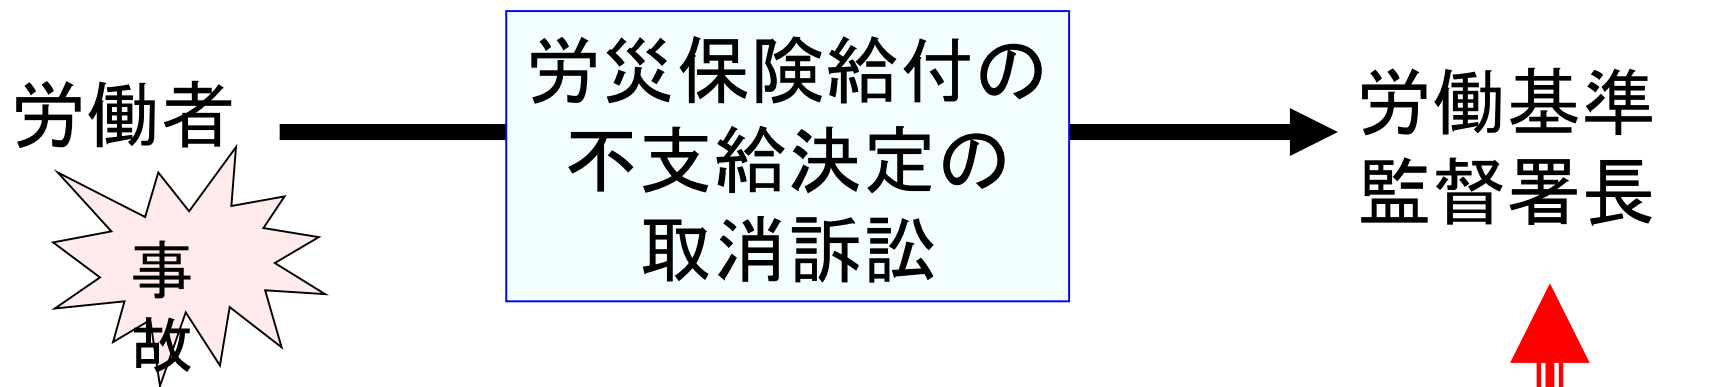 労働者
事
故
労災保険給付の
不支給決定の
取消訴訟
労働基準
監督署長